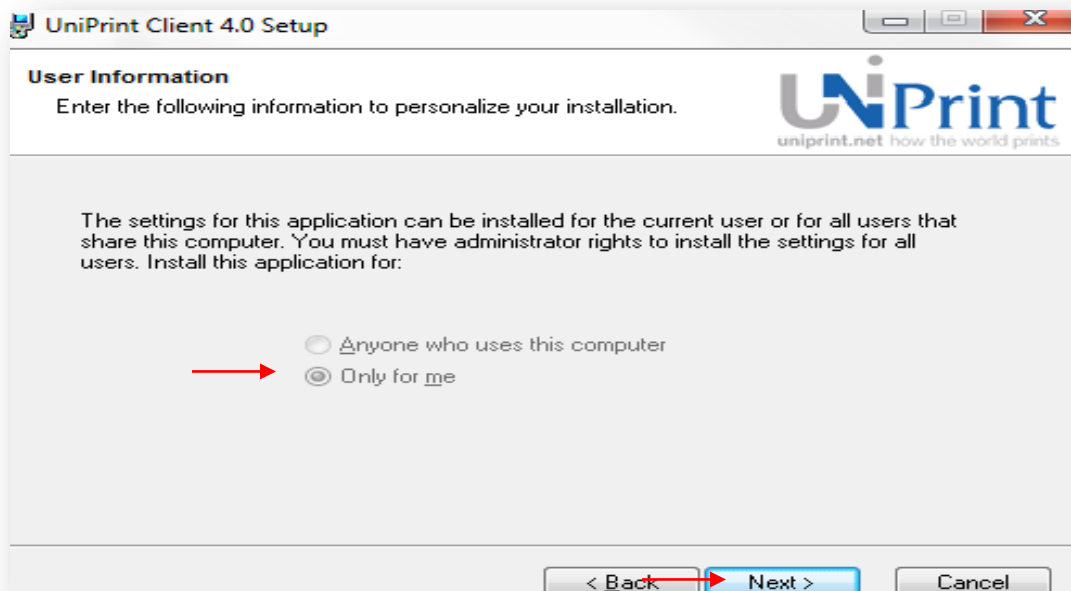 UniPrint Client 4.0 Setup
User Information
Enter the following information to personalize your installation.
UNiPrint
uniprint.net how the world prints
The settings for this application can be installed for the current user or for all users that
share this computer. You must have administrator rights to install the settings for all
users. Install this application for:
Anyone who uses this computer
Only for me
< Back Next > Cancel